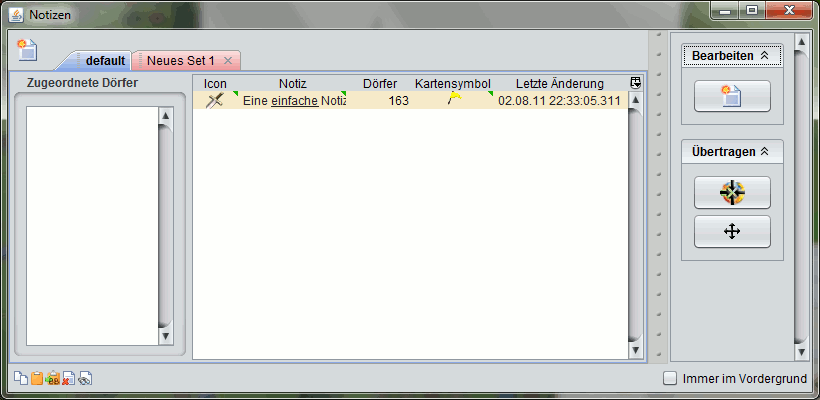 Notizen
default
Neues Set 1
Zugeordnete Dörfer
Icon Notiz Dörfer Kartensymbol Letzte Änderung
Eine einfache Notiz 163 02.08.11 22:33:05.311
Bearbeiten
Übertragen
Immer im Vordergrund